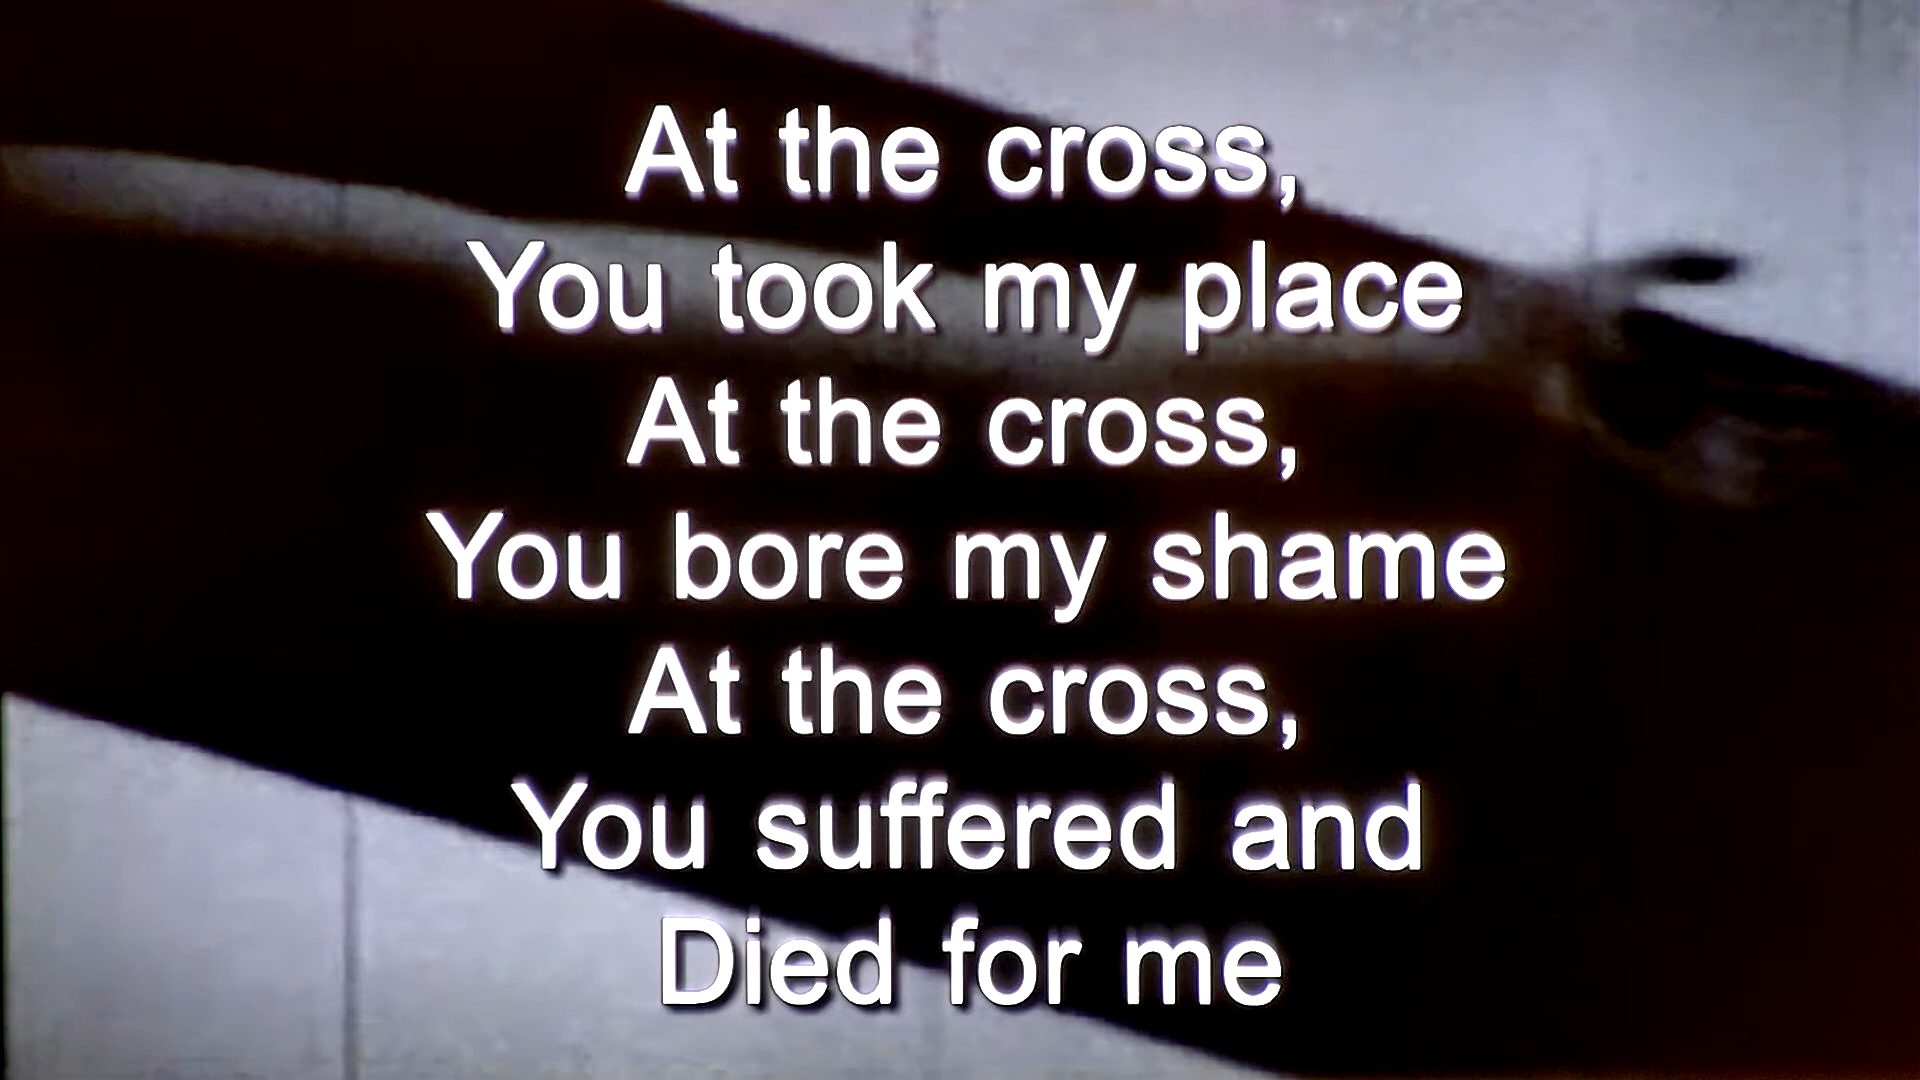 At the cross,
You took my place
At the cross,
You bore my shame
At the cross,
You suffered and
Died for me